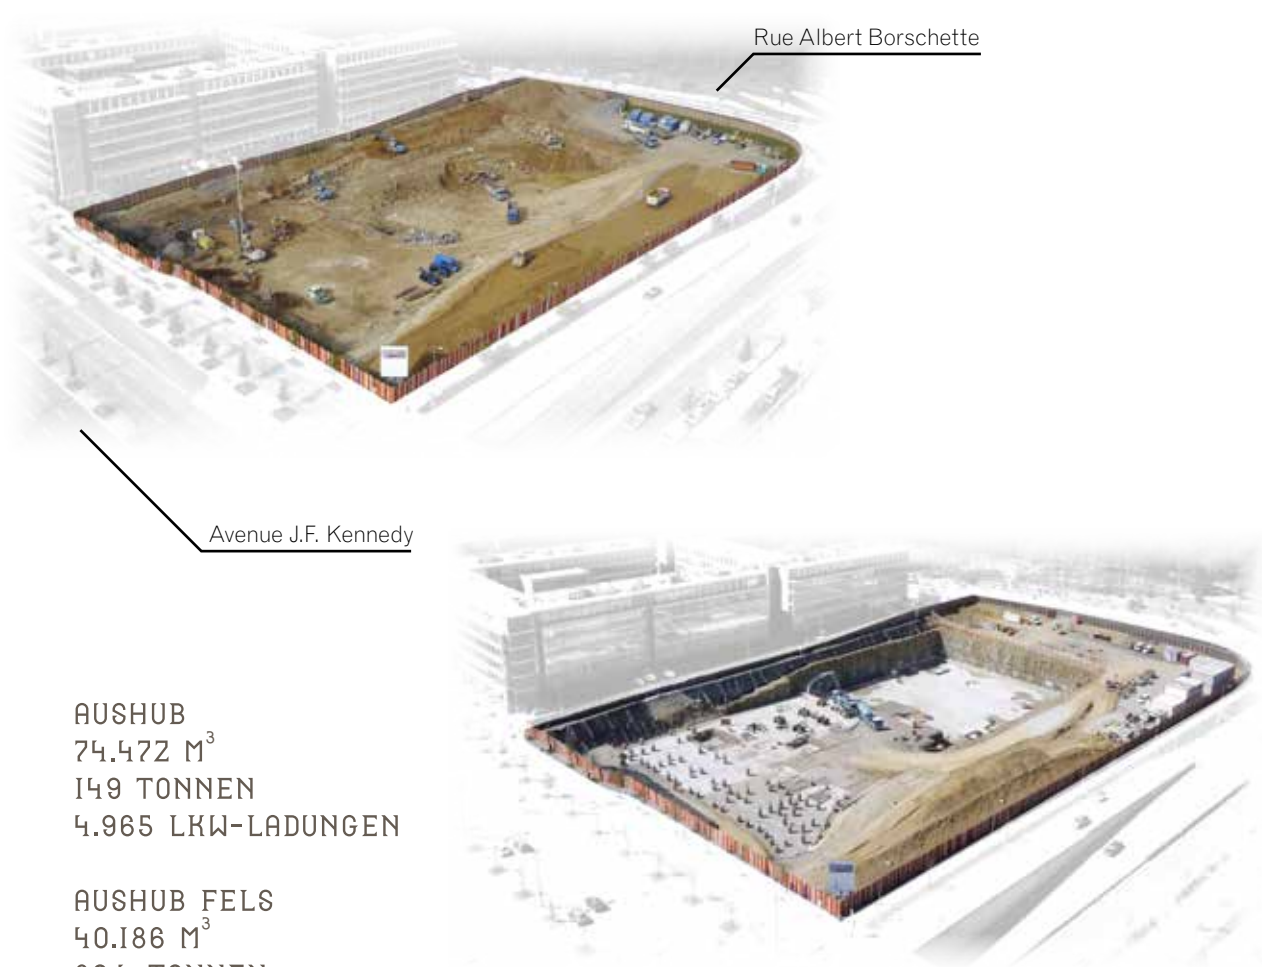 Rue Albert Borschette
Avenue J.F. Kennedy
AUSHUB
74.472 M³
149 TONNEN
4.965 LKW-LADUNGEN
AUSHUB FELS
40.186 M³
TONNEN